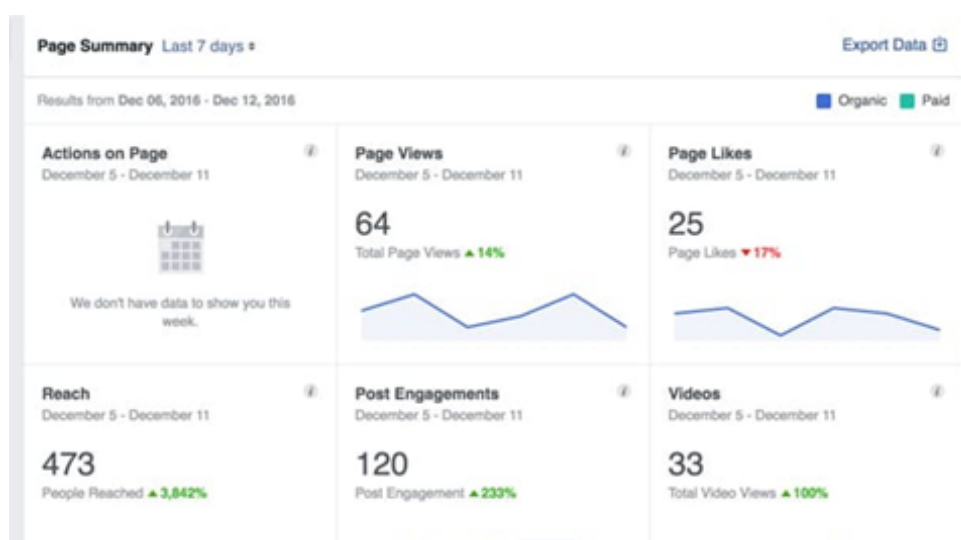 Page Summary Last 7 days
Export Data
Results from Dec 06, 2016 - Dec 12, 2016
Organic Paid
Actions on Page
December 5 - December 11
We don't have data to show you this
week.
Page Views
December 5 - December 11
64
Total Page Views ▲ 14%
Page Likes
December 5 - December 11
25
Page Likes ▼ 17%
Reach
December 5 - December 11
473
People Reached ▲ 3,842%
Post Engagements
December 5 - December 11
120
Post Engagement ▲ 233%
Videos
December 5 - December 11
33
Total Video Views ▲ 100%